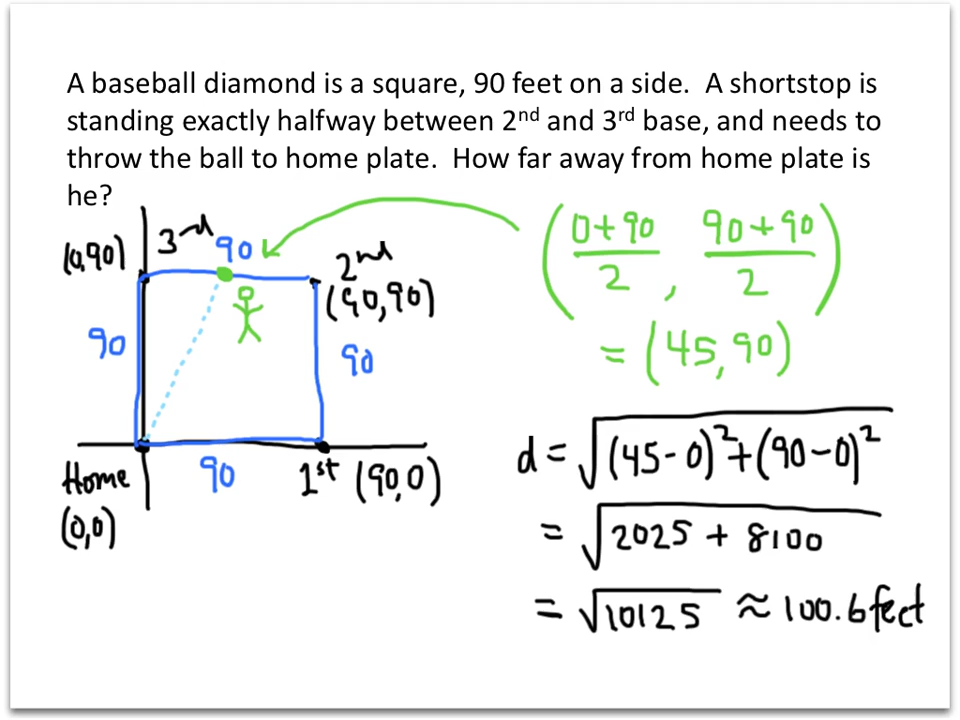 A baseball diamond is a square, 90 feet on a side.  A shortstop is
standing exactly halfway between 2nd and 3rd base, and needs to
throw the ball to home plate.  How far away from home plate is
he?
(0,90) 3rd 90
2nd
(90,90)
90
90
Home
(0,0)
90
1st (90,0)
(0+90/2, 90+90/2)
= (45,90)
d = √(45-0)²+(90-0)²
= √2025 + 8100
= √10125 ≈ 100.6 feet